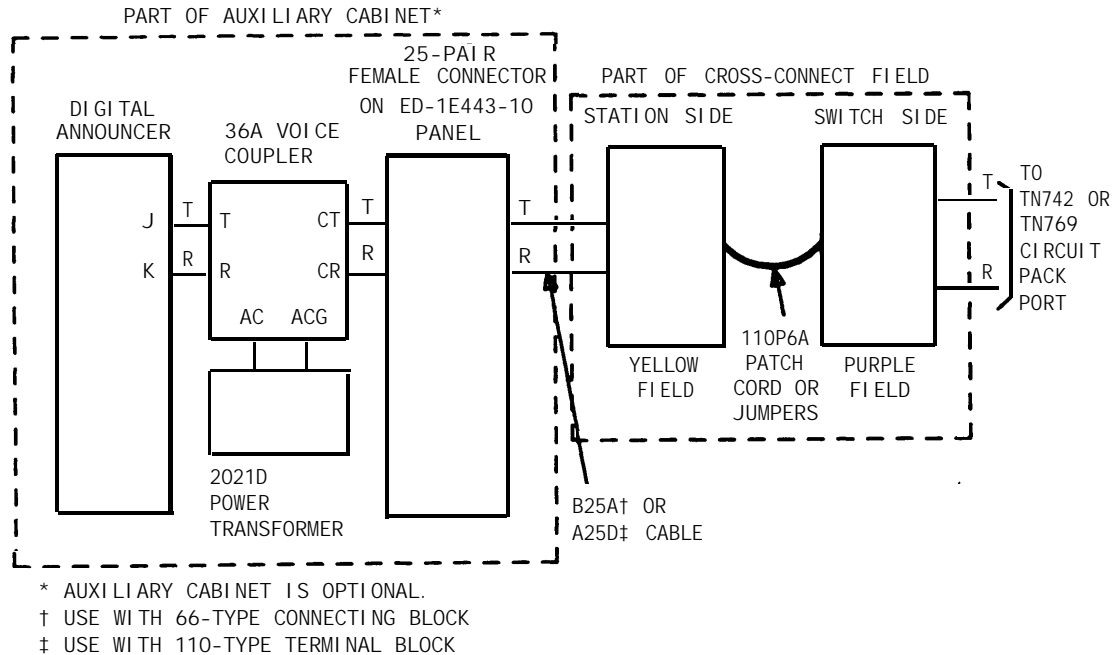 PART OF AUXILIARY CABINET*
25-PAIR
FEMALE CONNECTOR
ON ED-1E443-10
PANEL
DIGITAL
ANNOUNCER
36A VOICE
COUPLER
J
T
T
CT
T
T
K
R
R
CR
R
R
AC
ACG
2021D
POWER
TRANSFORMER
PART OF CROSS-CONNECT FIELD
STATION SIDE
SWITCH SIDE
YELLOW
FIELD
110P6A
PATCH
CORD OR
JUMPERS
PURPLE
FIELD
T
R
TO
TN742 OR
TN769
CIRCUIT
PACK
PORT
B25A† OR
A25D‡ CABLE
* AUXILIARY CABINET IS OPTIONAL.
† USE WITH 66-TYPE CONNECTING BLOCK
‡ USE WITH 110-TYPE TERMINAL BLOCK